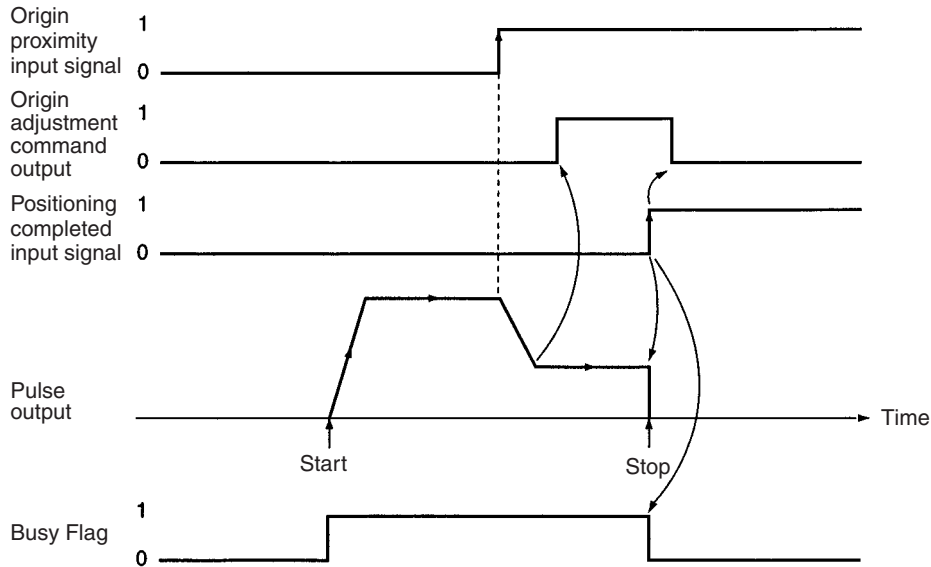 Origin
proximity
input signal
1
0
Origin
adjustment
command
output
1
0
Positioning
completed
input signal
1
0
Pulse
output
Time
Start
Stop
Busy Flag
1
0